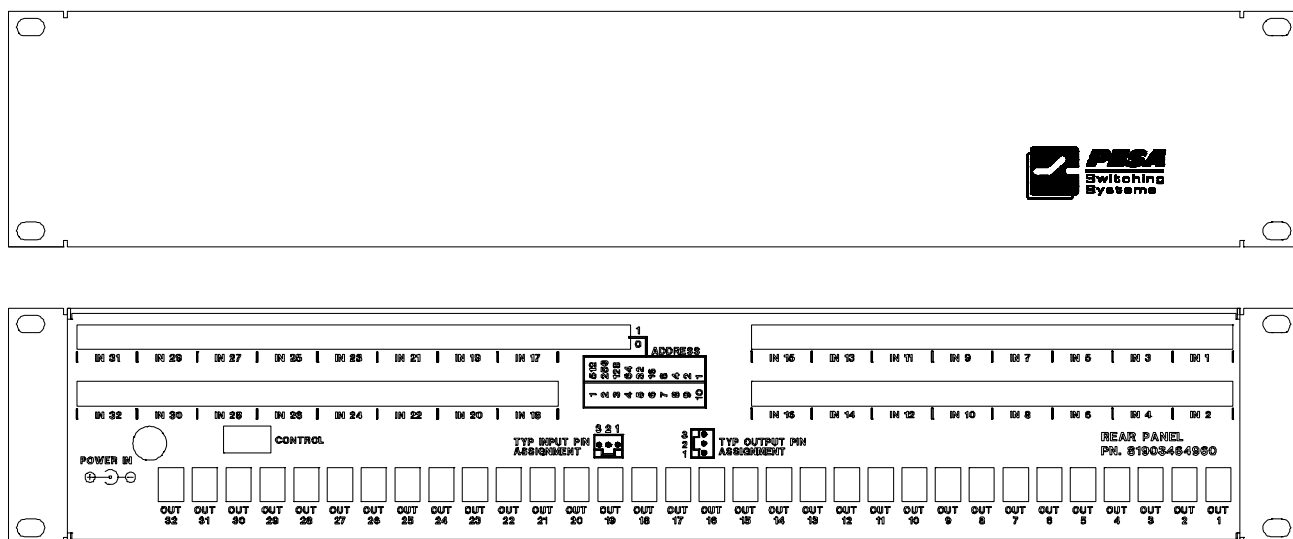 PESA
Switching
Systems
1
0
ADDRESS
IN 31 IN 29 IN 27 IN 25 IN 23 IN 21 IN 19 IN 17
IN 15 IN 13 IN 11 IN 9 IN 7 IN 5 IN 3 IN 1
512 256 128 64 32 16 8 4 2 1
1 2 3 4 5 6 7 8 9 10
IN 32 IN 30 IN 28 IN 26 IN 24 IN 22 IN 20 IN 18
IN 16 IN 14 IN 12 IN 10 IN 8 IN 6 IN 4 IN 2
CONTROL
3 2 1
TYP INPUT PIN
ASSIGNMENT
3
2
1
TYP OUTPUT PIN
ASSIGNMENT
REAR PANEL
PN. 81903464960
POWER IN
OUT OUT OUT OUT OUT OUT OUT OUT OUT OUT OUT OUT OUT OUT OUT OUT OUT OUT OUT OUT OUT OUT OUT OUT OUT OUT OUT OUT OUT OUT OUT OUT
32 31 30 29 28 27 26 25 24 23 22 21 20 19 18 17 16 15 14 13 12 11 10 9 8 7 6 5 4 3 2 1